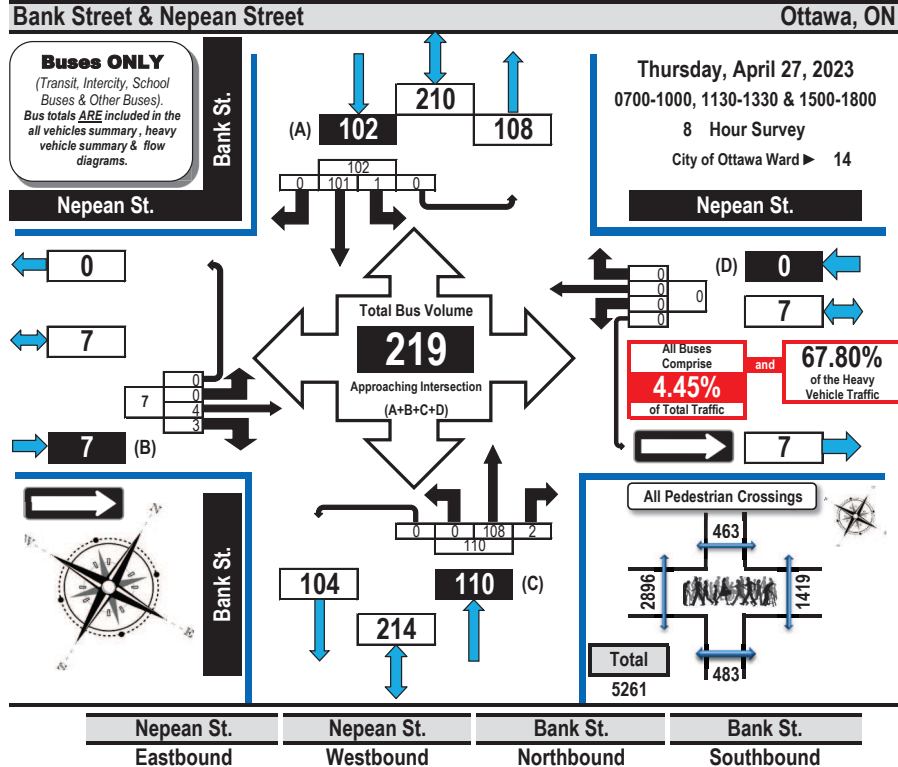 Bank Street & Nepean Street
Ottawa, ON
Buses ONLY
(Transit, Intercity, School
Buses & Other Buses).
Bus totals ARE included in the
all vehicles summary , heavy
vehicle summary & flow
diagrams.
Bank St.
Nepean St.
(A)
102
210
108
102
0 101 1 0
Thursday, April 27, 2023
0700-1000, 1130-1330 & 1500-1800
8 Hour Survey
City of Ottawa Ward ► 14
Nepean St.
0
7
7
0
0
4
3
7
(B)
Total Bus Volume
219
Approaching Intersection
(A+B+C+D)
0
0
0
0
0
(D)
0
7
All Buses
Comprise
4.45%
of Total Traffic
and
67.80%
of the Heavy
Vehicle Traffic
7
N
W
E
S
Bank St.
0 0 108 2
110
104
110
(C)
214
All Pedestrian Crossings
463
2896
1419
483
Total
5261
Nepean St. Nepean St. Bank St. Bank St.
Eastbound Westbound Northbound Southbound